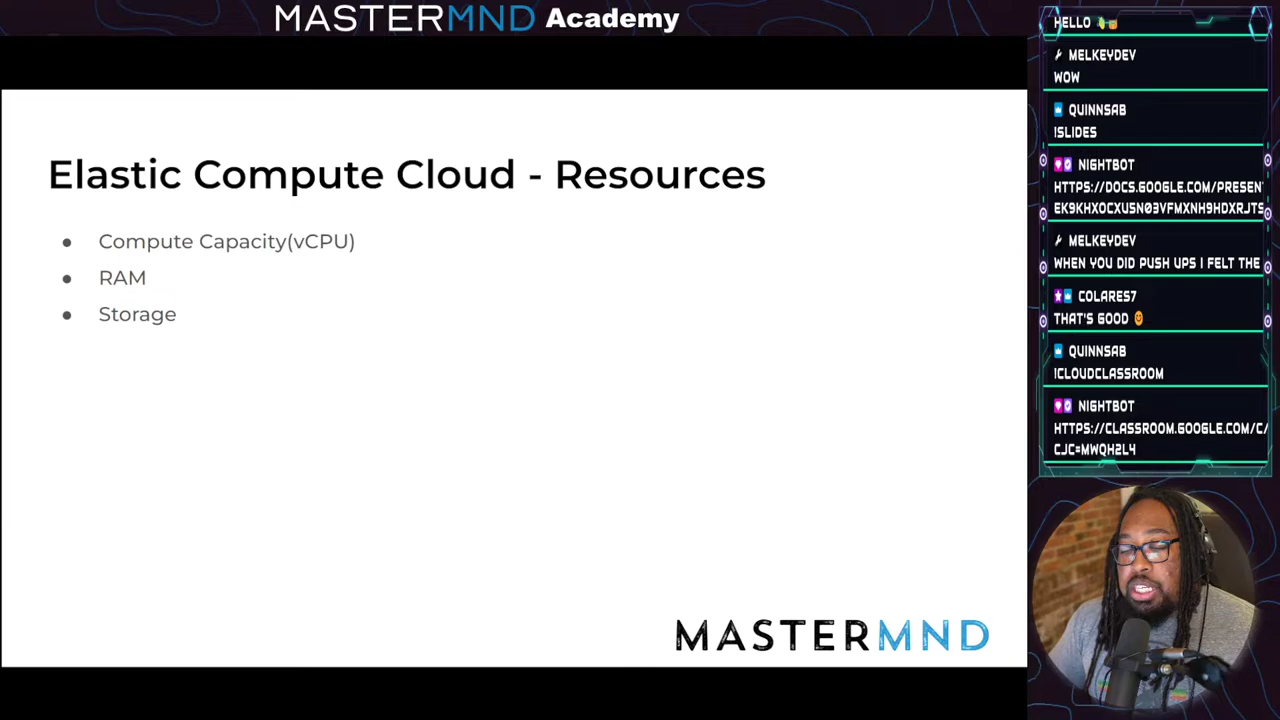 MASTERMND Academy
Elastic Compute Cloud - Resources
● Compute Capacity(vCPU)
● RAM
● Storage
MASTERMND
HELLO
MELKEYDEV
WOW
QUINNSAB
!SLIDES
NIGHTBOT
HTTPS://DOCS.GOOGLE.COM/PRESEN
MELKEYDEV
WHEN YOU DID PUSH UPS I FELT THE
COLARES7
THAT'S GOOD
QUINNSAB
!CLOUDCLASSROOM
NIGHTBOT
HTTPS://CLASSROOM.GOOGLE.COM/C/
CJC=MWQH2L4